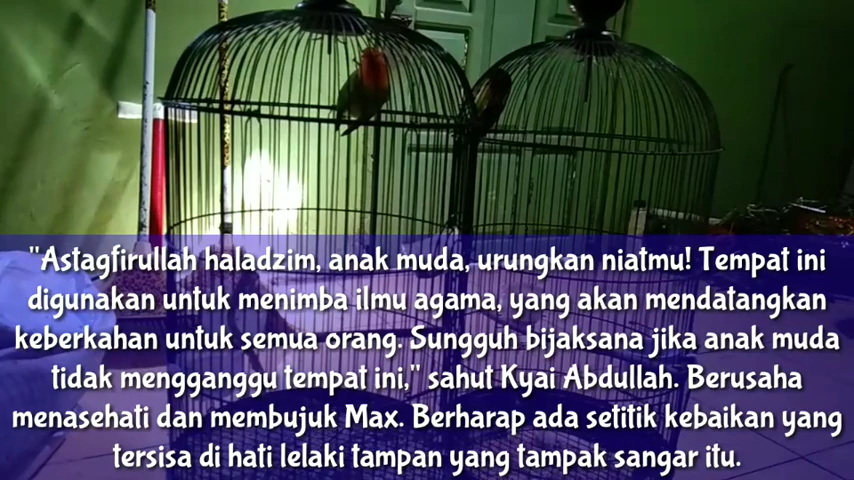 "Astagfirullah haladzim, anak muda, urungkan niatmu! Tempat ini
digunakan untuk menimba ilmu agama, yang akan mendatangkan
keberkahan untuk semua orang. Sungguh bijaksana jika anak muda
tidak mengganggu tempat ini," sahut Kyai Abdullah. Berusaha
menasehati dan membujuk Max. Berharap ada setitik kebaikan yang
tersisa di hati lelaki tampan yang tampak sangar itu.